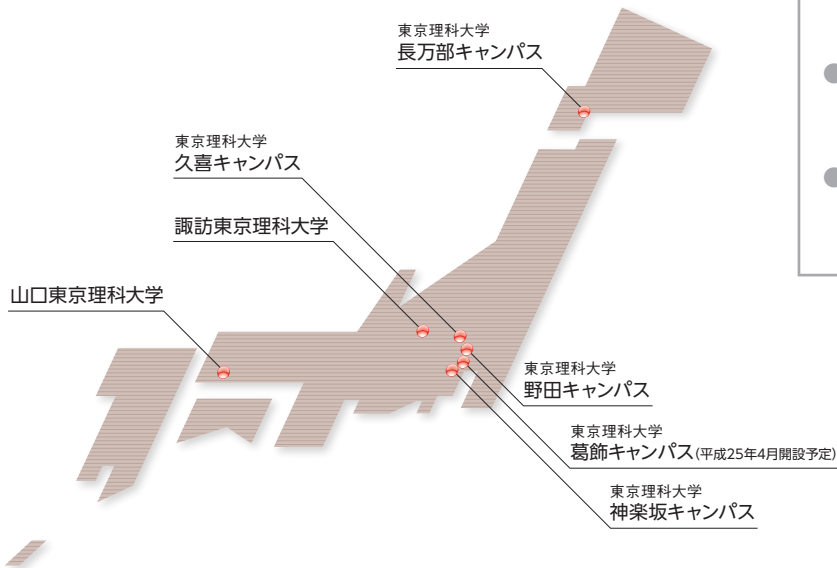 東京理科大学
長万部キャンパス
東京理科大学
久喜キャンパス
諏訪東京理科大学
山口東京理科大学
東京理科大学
野田キャンパス
東京理科大学
葛飾キャンパス(平成25年4月開設予定)
東京理科大学
神楽坂キャンパス